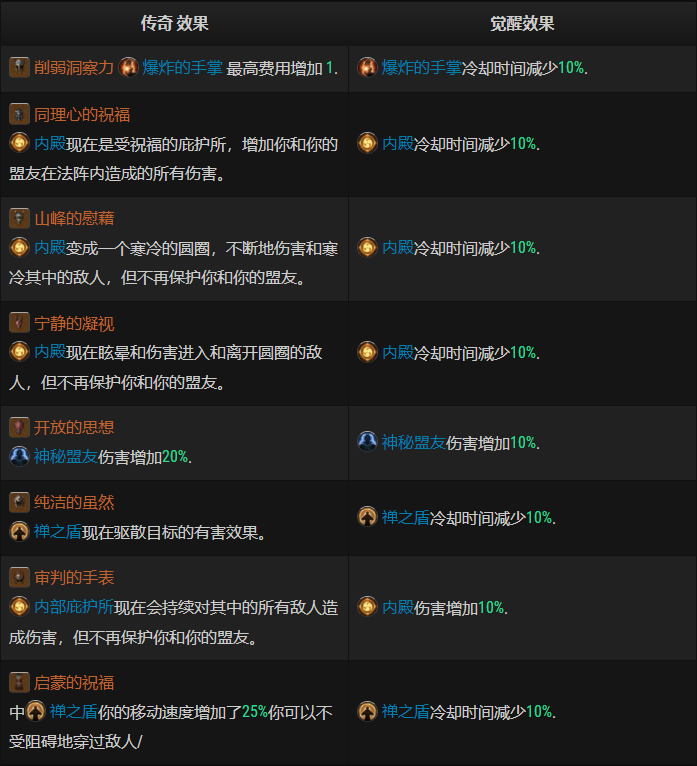 传奇 效果
觉醒效果
削弱洞察力 爆炸的手掌 最高费用增加 1.
爆炸的手掌冷却时间减少10%.
同理心的祝福
内殿现在是受祝福的庇护所，增加你和你的
盟友在法阵内造成的所有伤害。
内殿冷却时间减少10%.
山峰的慰藉
内殿变成一个寒冷的圆圈，不断地伤害和寒
冷其中的敌人，但不再保护你和你的盟友。
内殿冷却时间减少10%.
宁静的凝视
内殿现在眩晕和伤害进入和离开圆圈的敌
人，但不再保护你和你的盟友。
内殿冷却时间减少10%.
开放的思想
神秘盟友伤害增加20%.
神秘盟友伤害增加10%.
纯洁的虽然
禅之盾现在驱散目标的有害效果。
禅之盾冷却时间减少10%.
审判的手表
内部庇护所现在会持续对其中的所有敌人造
成伤害，但不再保护你和你的盟友。
内殿伤害增加10%.
启蒙的祝福
中禅之盾你的移动速度增加了25%你可以不
受阻碍地穿过敌人/
禅之盾冷却时间减少10%.